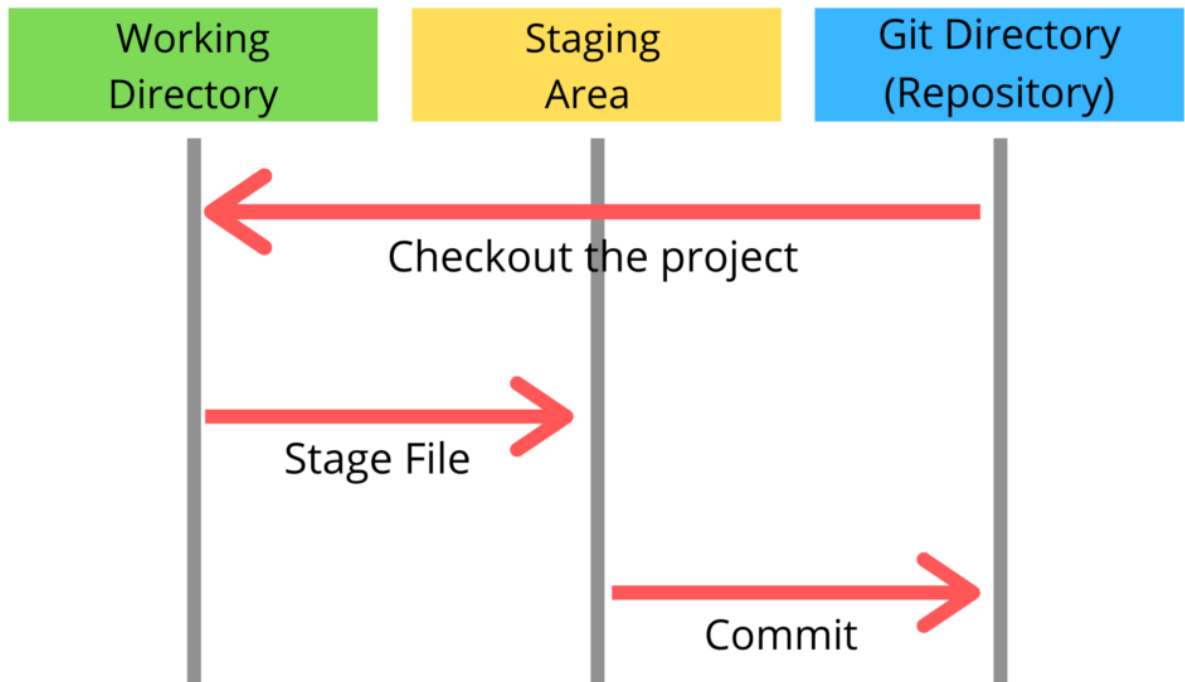 Working
Directory
Staging
Area
Git Directory
(Repository)
Checkout the project
Stage File
Commit